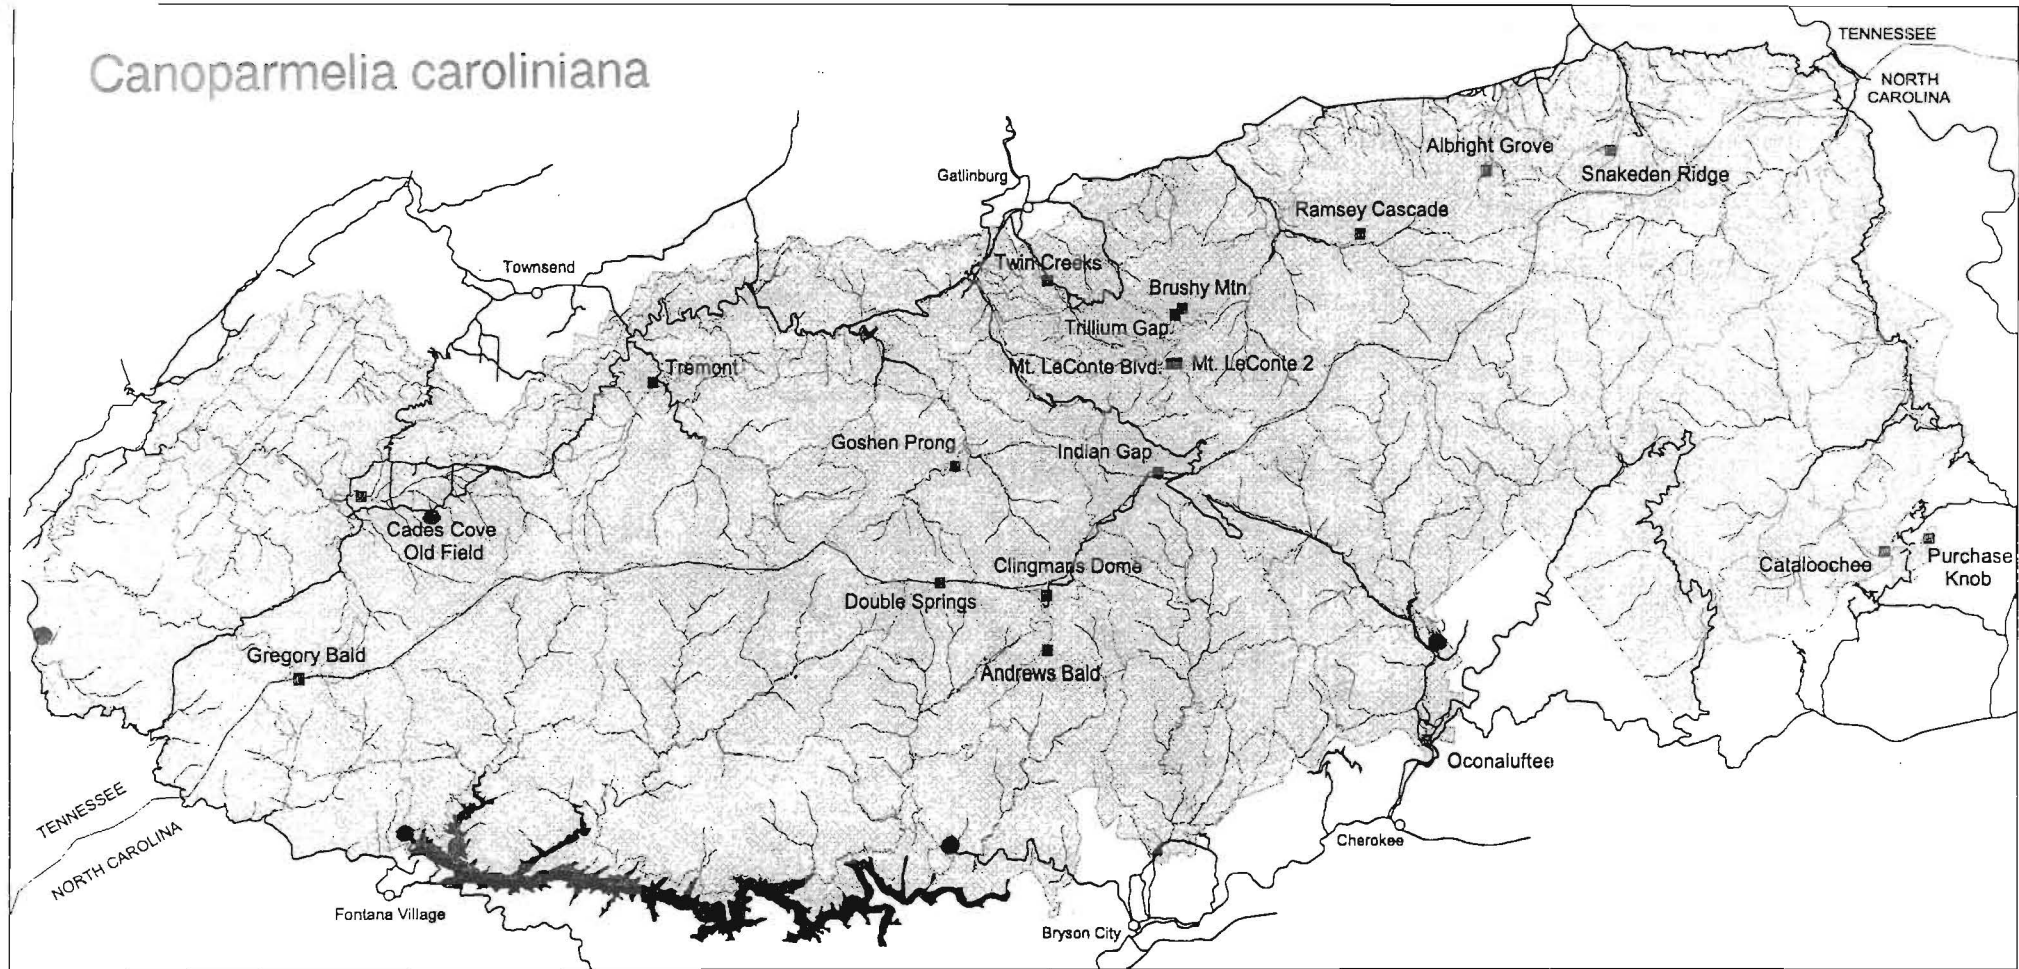 Canoparmelia caroliniana
TENNESSEE
NORTH
CAROLINA
Albright Grove
Snakeden Ridge
Gatlinburg
Ramsey Cascade
Townsend
Twin Creeks
Brushy Mtn.
Trillium Gap
Tremont
Mt. LeConte Blvd.
Mt. LeConte 2
Goshen Prong
Indian Gap
Cades Cove
Old Field
Clingmans Dome
Cataloochee
Purchase
Knob
Double Springs
Gregory Bald
Andrews Bald
Oconaluftee
TENNESSEE
NORTH CAROLINA
Cherokee
Fontana Village
Bryson City